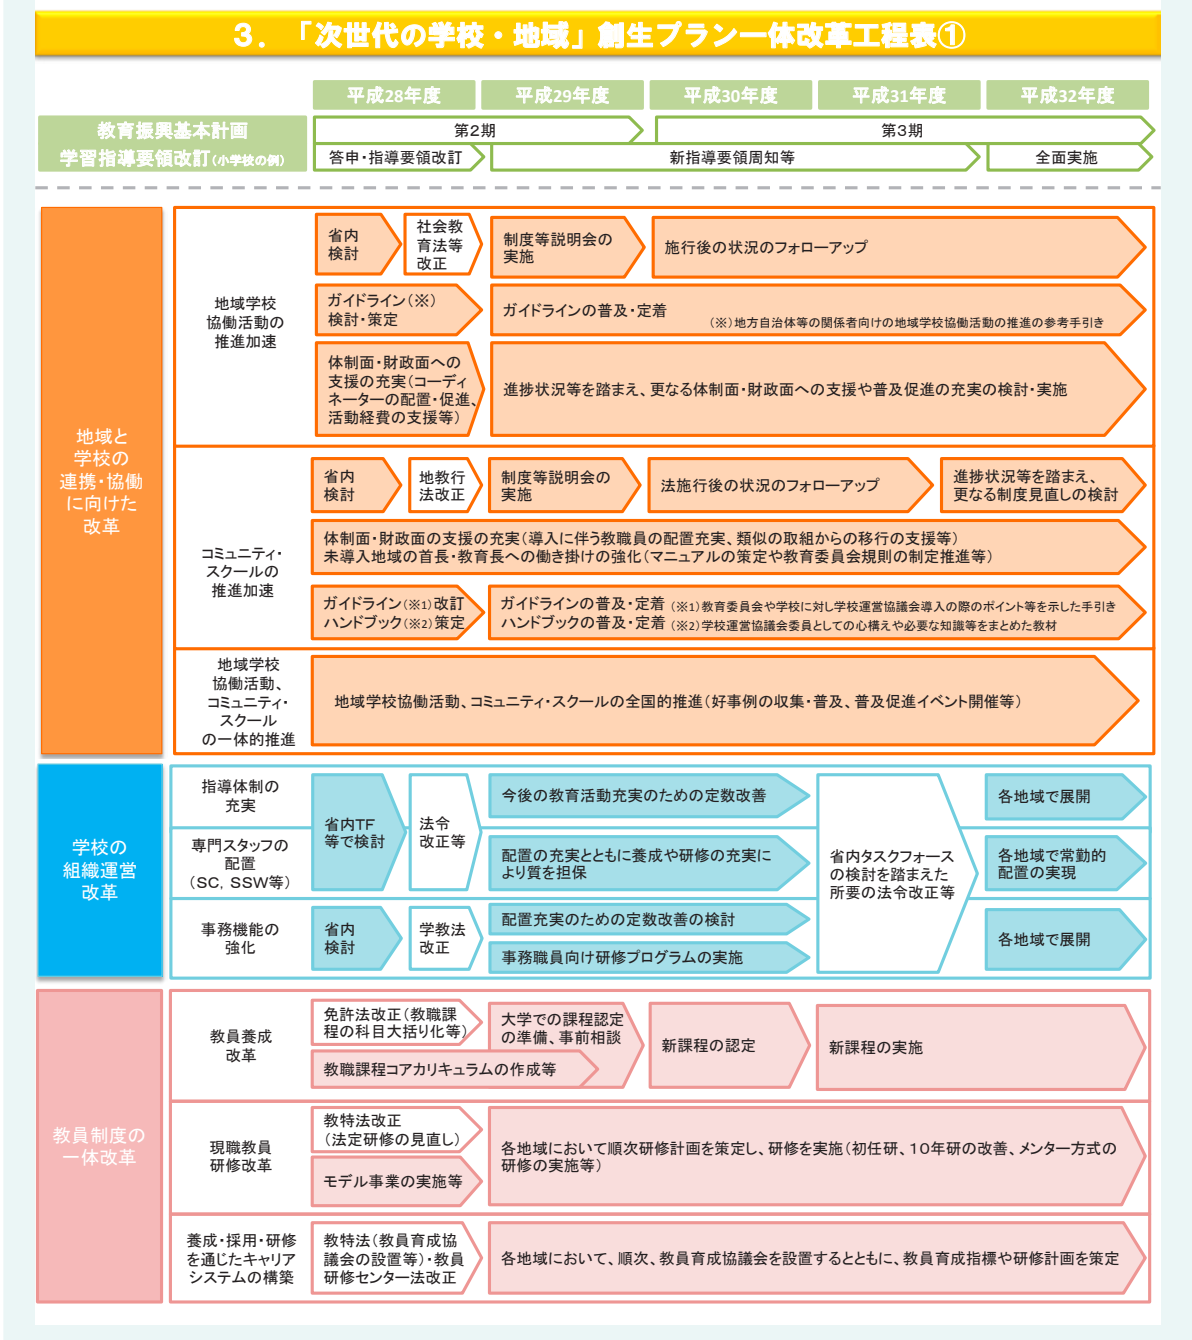 ３．「次世代の学校・地域」創生プラン一体改革工程表①
平成28年度
平成29年度
平成30年度
平成31年度
平成32年度
教育振興基本計画
第２期
第３期
学習指導要領改訂(小学校の例)
答申・指導要領改訂
新指導要領周知等
全面実施
地域と
学校の
連携・協働
に向けた
改革
地域学校
協働活動の
推進加速
省内
検討
社会教
育法等
改正
制度等説明会の
実施
施行後の状況のフォローアップ
ガイドライン(※)
検討・策定
ガイドラインの普及・定着
(※)地方自治体等の関係者向けの地域学校協働活動の推進の参考手引き
体制面・財政面への
支援の充実(コーディ
ネーターの配置・促進、
活動経費の支援等)
進捗状況等を踏まえ、更なる体制面・財政面への支援や普及促進の充実の検討・実施
コミュニティ・
スクールの
推進加速
省内
検討
地教行
法改正
制度等説明会の
実施
法施行後の状況のフォローアップ
進捗状況等を踏まえ、
更なる制度見直しの検討
体制面・財政面の支援の充実(導入に伴う教職員の配置充実、類似の取組からの移行の支援等)
未導入地域の首長・教育長への働き掛けの強化(マニュアルの策定や教育委員会規則の制定推進等)
ガイドライン(※1)改訂
ハンドブック(※2)策定
ガイドラインの普及・定着 (※1)教育委員会や学校に対し学校運営協議会導入の際のポイント等を示した手引き
ハンドブックの普及・定着 (※2)学校運営協議会委員としての心構えや必要な知識等をまとめた教材
地域学校
協働活動、
コミュニティ・
スクール
の一体的推進
地域学校協働活動、コミュニティ・スクールの全国的推進(好事例の収集・普及、普及促進イベント開催等)
学校の
組織運営
改革
指導体制の
充実
省内TF
等で検討
法令
改正等
今後の教育活動充実のための定数改善
省内タスクフォース
の検討を踏まえた
所要の法令改正等
各地域で展開
専門スタッフの
配置
(SC, SSW等)
配置の充実とともに養成や研修の充実に
より質を担保
各地域で常勤的
配置の実現
事務機能の
強化
省内
検討
学教法
改正
配置充実のための定数改善の検討
事務職員向け研修プログラムの実施
各地域で展開
教員制度の
一体改革
教員養成
改革
免許法改正(教職課
程の科目大括り化等)
大学での課程認定
の準備、事前相談
新課程の認定
新課程の実施
教職課程コアカリキュラムの作成等
現職教員
研修改革
教特法改正
(法定研修の見直し)
モデル事業の実施等
各地域において順次研修計画を策定し、研修を実施(初任研、１０年研の改善、メンター方式の
研修の実施等)
養成・採用・研修
を通じたキャリア
システムの構築
教特法(教員育成協
議会の設置等)・教員
研修センター法改正
各地域において、順次、教員育成協議会を設置するとともに、教員育成指標や研修計画を策定